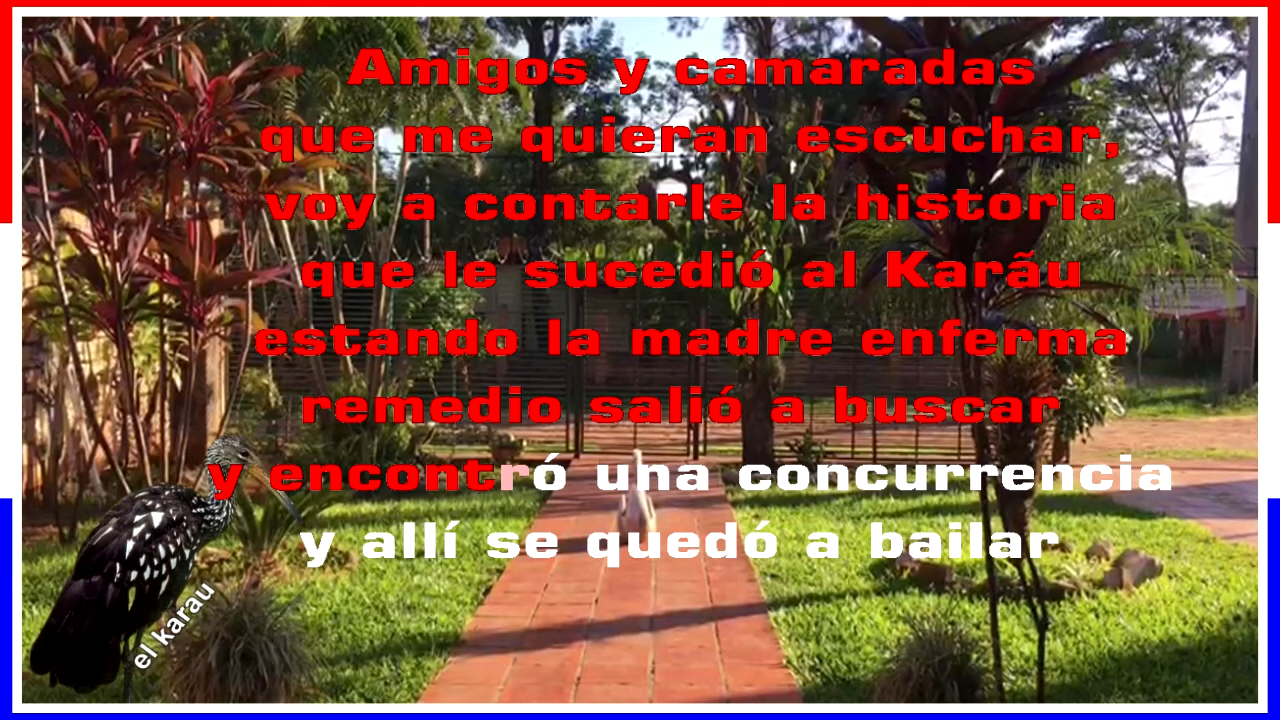 Amigos y camaradas
que me quieran escuchar,
voy a contarle la historia
que le sucedió al Karãu
estando la madre enferma
remedio salió a buscar
y encontró una concurrencia
y allí se quedó a bailar
el karau